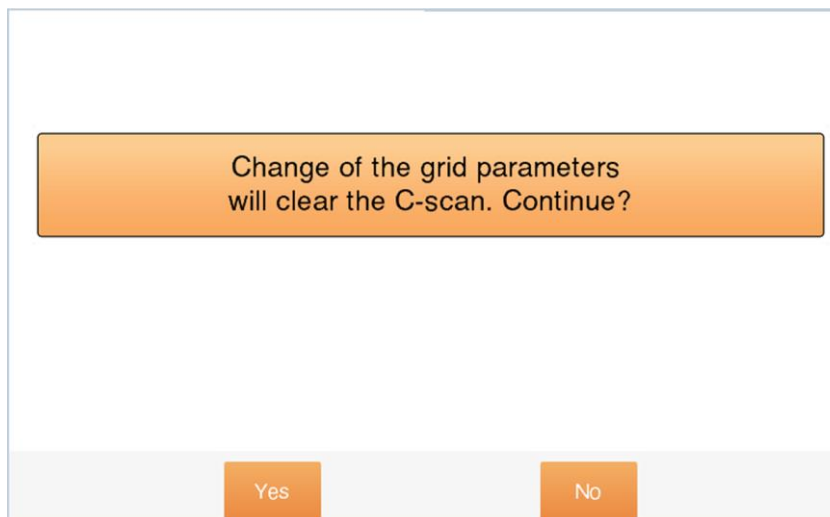 Change of the grid parameters
will clear the C-scan. Continue?
Yes
No